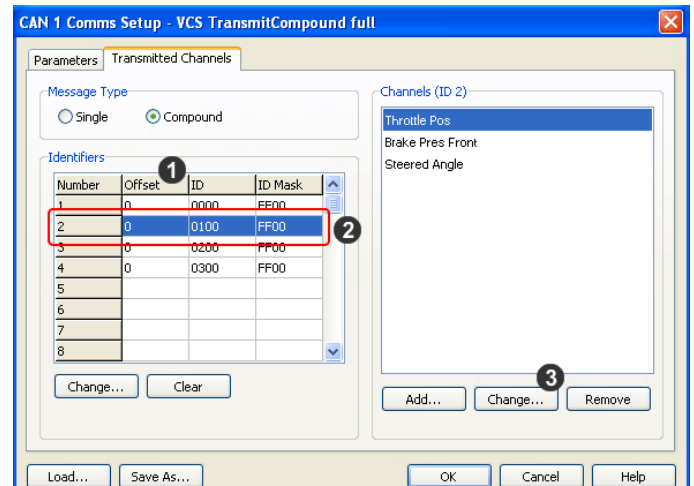 CAN 1 Comms Setup - VCS TransmitCompound full
Parameters Transmitted Channels
Message Type
Single Compound
Identifiers
1
Number Offset ID ID Mask
1 0 0000 FF00
2 0 0100 FF00
2
3 0 0200 FF00
4 0 0300 FF00
5
6
7
8
Change... Clear
Channels (ID 2)
Throttle Pos
Brake Pres Front
Steered Angle
3
Add... Change... Remove
Load... Save As... OK Cancel Help